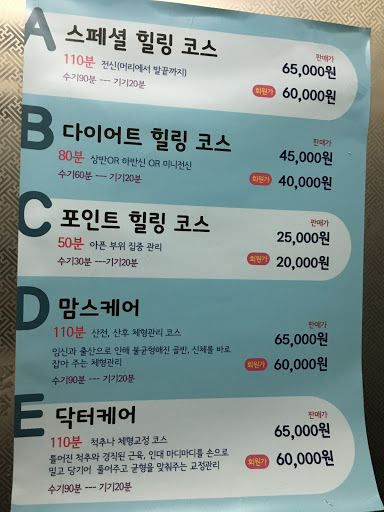 A 스페셜 힐링 코스
판매가
110분 전신(머리에서 발끝까지) 65,000원
수기90분 --- 기기20분 회원가 60,000원
B 다이어트 힐링 코스
판매가
80분 상반신OR 하반신 OR 미니전신 45,000원
수기60분 --- 기기20분 회원가 40,000원
C 포인트 힐링 코스
판매가
50분 아픈 부위 집중 관리 25,000원
수기30분 ---기기20분 회원가 20,000원
D 맘스케어
판매가
110분 산전, 산후 체형관리 코스 65,000원
임신과 출산으로 인해 불균형해진 골반, 신체를 바로
잡아 주는 체형관리 회원가 60,000원
수기90분 --- 기기20분
E 닥터케어
판매가
110분 척추나 체형교정 코스 65,000원
틀어진 척추와 경직된 근육, 인대 마디마디를 손으로
밀고 당기어 풀어주고 균형을 맞춰주는 교정관리 회원가 60,000원
수기90분 --- 기기20분